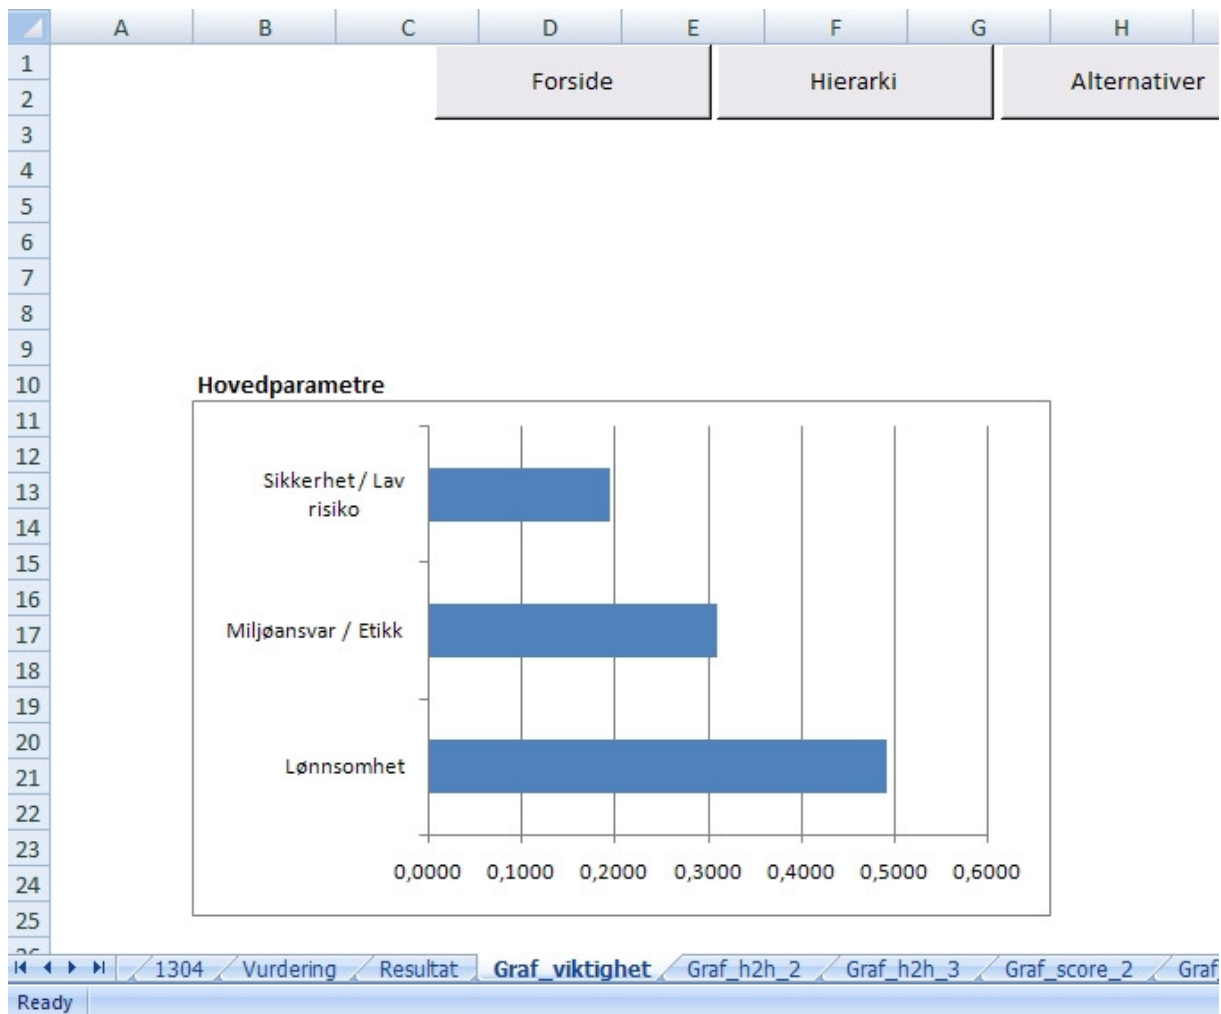 A B C D E F G H
1
Forside Hierarki Alternativer
2
3
4
5
6
7
8
9
10 Hovedparametre
11
12
Sikkerhet / Lav
13
risiko
14
15
16
17 Miljøansvar / Etikk
18
19
20
Lønnsomhet
21
22
23
0,0000 0,1000 0,2000 0,3000 0,4000 0,5000 0,6000
24
25
1304 Vurdering Resultat Graf_viktighet Graf_h2h_2 Graf_h2h_3 Graf_score_2 Graf_
Ready